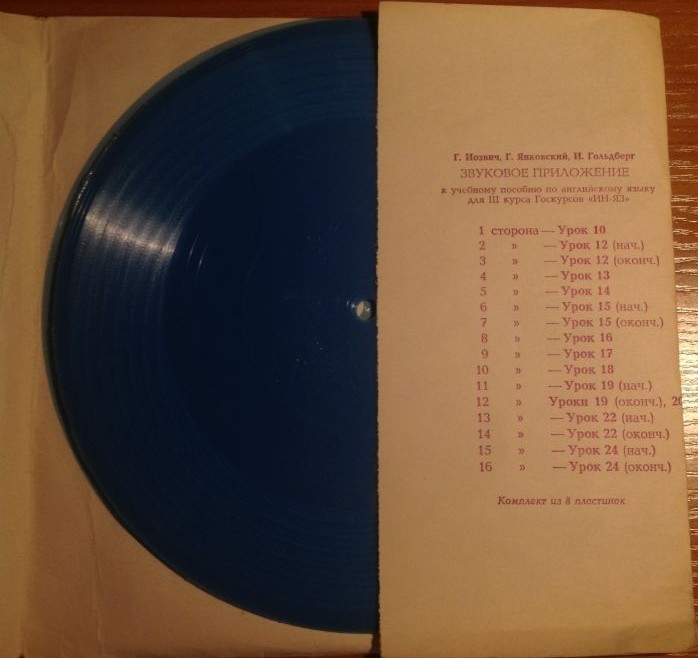 Г. Иозвич, Г. Янковский, И. Гольдберг
ЗВУКОВОЕ ПРИЛОЖЕНИЕ
к учебному пособию по английскому языку
для III курса Госкурсов «ИН-ЯЗ»
1 сторона — Урок 10
2 » — Урок 12 (нач.)
3 » — Урок 12 (оконч.)
4 » — Урок 13
5 » — Урок 14
6 » — Урок 15 (нач.)
7 » — Урок 15 (оконч.)
8 » — Урок 16
9 » — Урок 17
10 » — Урок 18
11 » — Урок 19 (нач.)
12 » Уроки 19 (оконч.), 20
13 » — Урок 22 (нач.)
14 » — Урок 22 (оконч.)
15 » — Урок 24 (нач.)
16 » — Урок 24 (оконч.)
Комплект из 8 пластинок